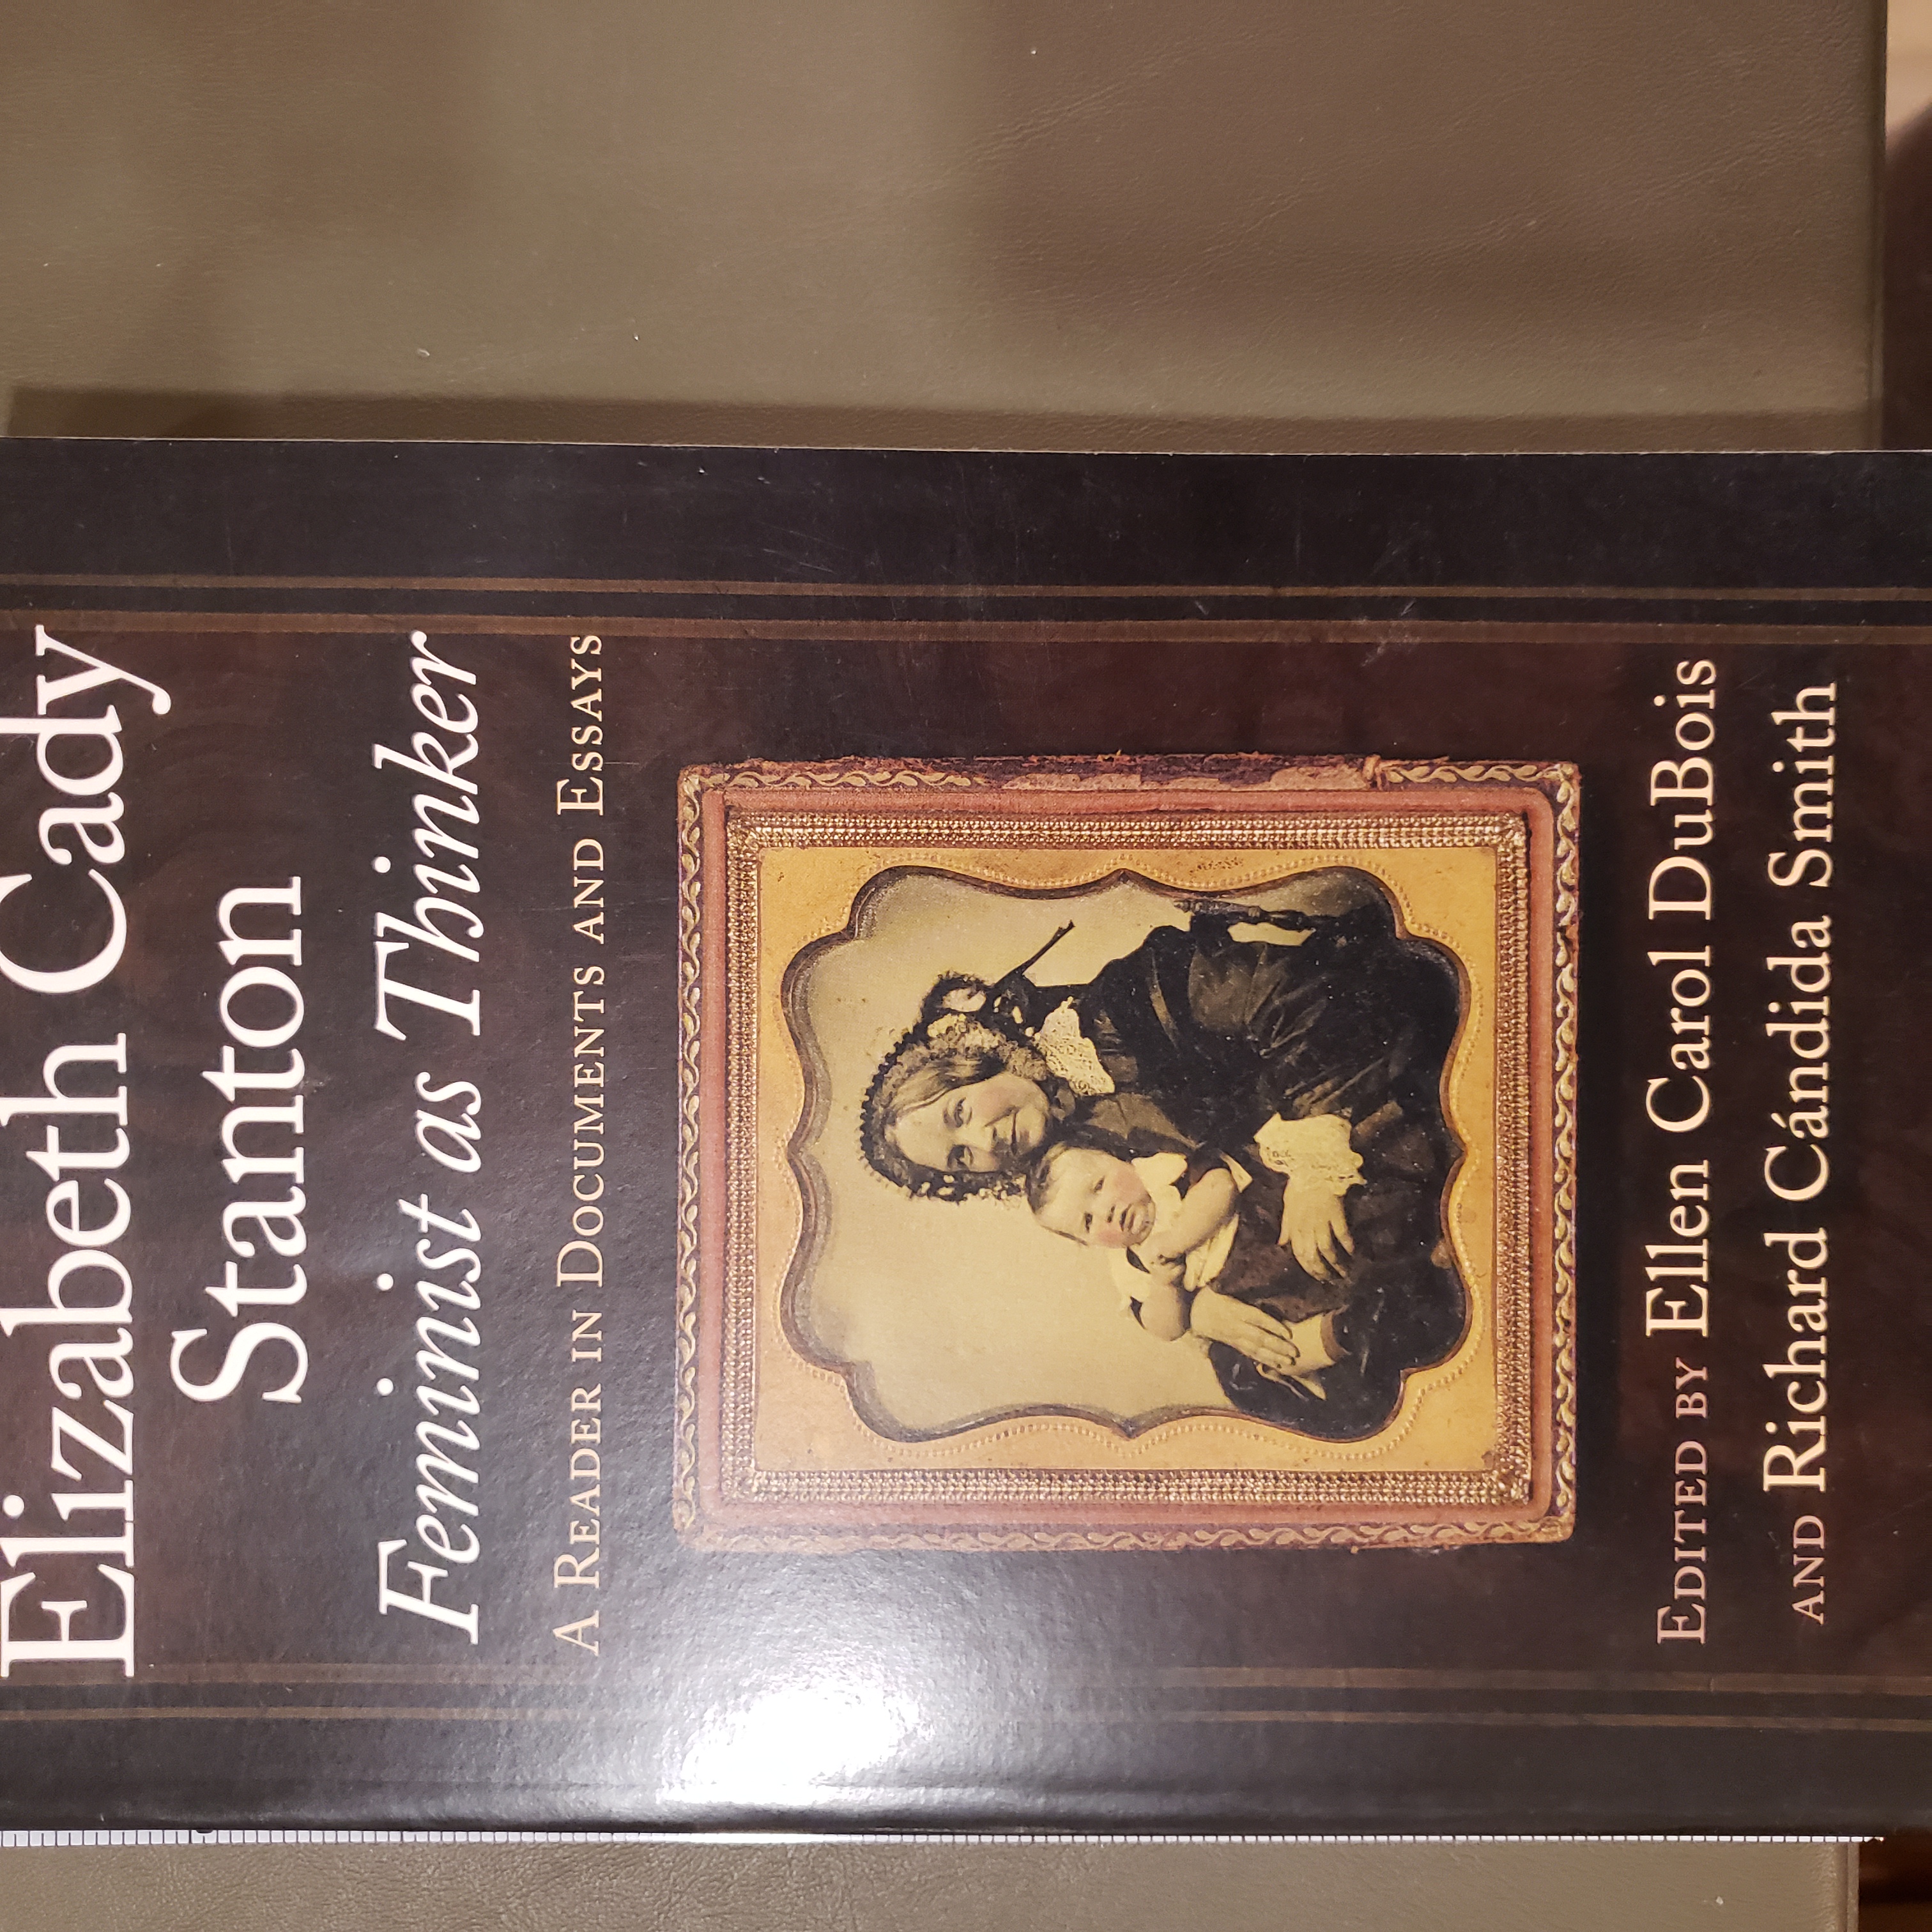 Elizabeth Cady
Stanton
Feminist as Thinker
A Reader in Documents and Essays
Edited by Ellen Carol DuBois
and Richard Cándida Smith